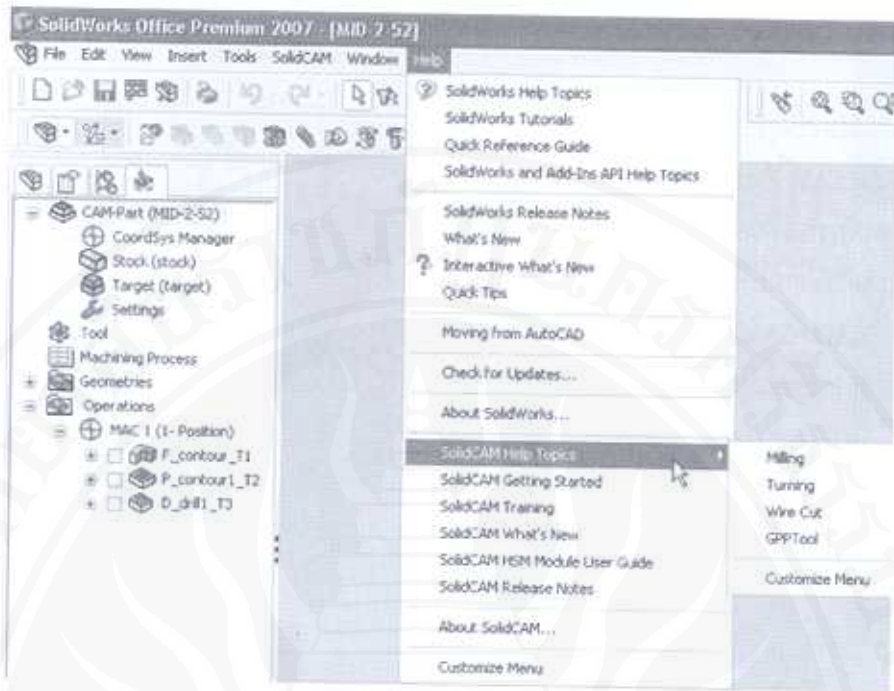 SolidWorks Office Premium 2007 - [MID-2-52]
File Edit View Insert Tools SolidCAM Window Help
SolidWorks Help Topics
SolidWorks Tutorials
Quick Reference Guide
SolidWorks and Add-Ins API Help Topics
SolidWorks Release Notes
What's New
Interactive What's New
Quick Tips
Moving from AutoCAD
Check for Updates...
About SolidWorks...
SolidCAM Help Topics
SolidCAM Getting Started
SolidCAM Training
SolidCAM What's New
SolidCAM HSM Module User Guide
SolidCAM Release Notes
About SolidCAM...
Customize Menu
Milling
Turning
Wire Cut
GPPTool
Customize Menu
CAM-Part (MID-2-52)
CoordSys Manager
Stock (stock)
Target (target)
Settings
Tool
Machining Process
Geometries
Operations
MAC 1 (1- Position)
F_contour_T1
P_contour1_T2
D_drill1_T3